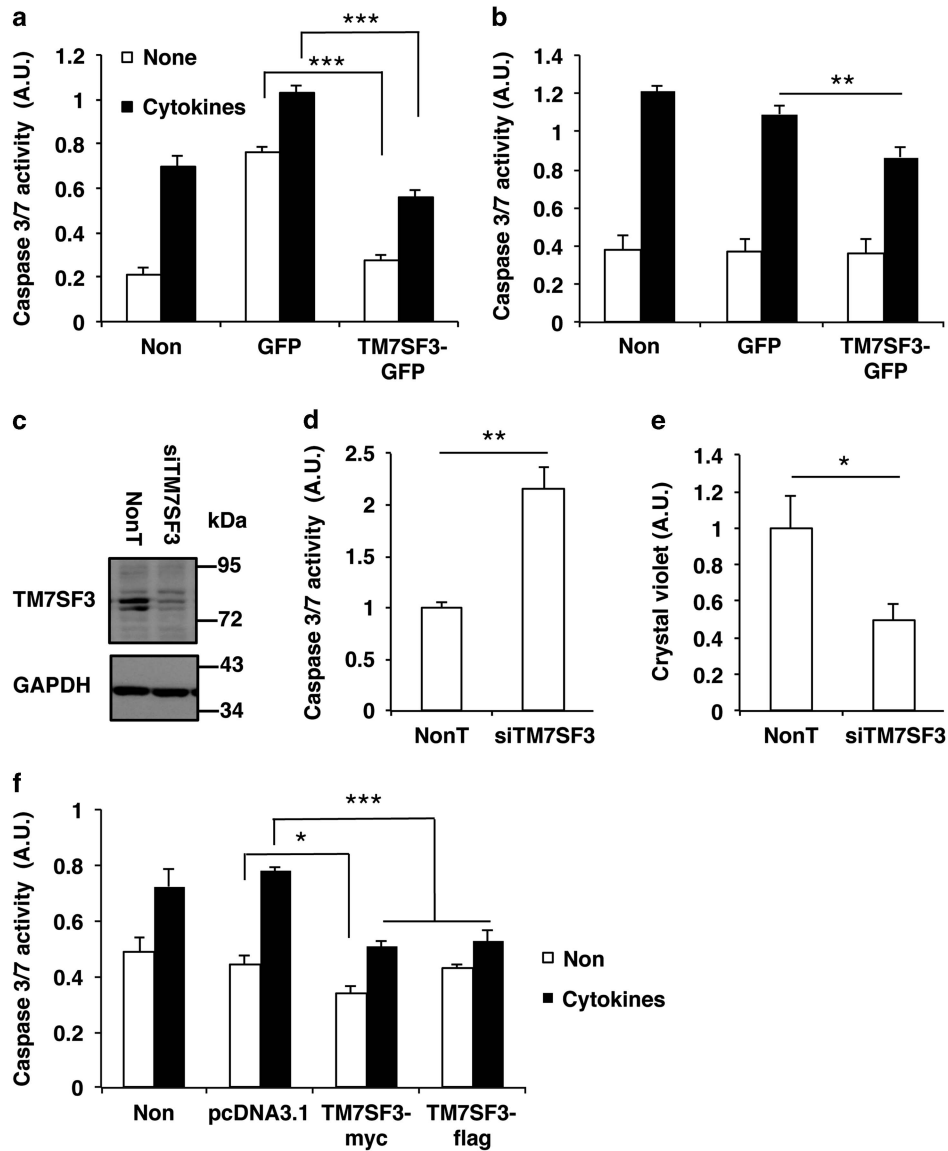 a
Caspase 3/7 activity (A.U.)
1.2
1
0.8
0.6
0.4
0.2
0
None
Cytokines
***
***
Non
GFP
TM7SF3-
GFP
b
Caspase 3/7 activity (A.U.)
1.4
1.2
1
0.8
0.6
0.4
0.2
0
**
Non
GFP
TM7SF3-
GFP
c
NonT
siTM7SF3
kDa
TM7SF3
95
72
GAPDH
43
34
d
Caspase 3/7 activity (A.U.)
2.5
2
1.5
1
0.5
0
**
NonT
siTM7SF3
e
Crystal violet (A.U.)
1.4
1.2
1
0.8
0.6
0.4
0.2
0
*
NonT
siTM7SF3
f
Caspase 3/7 activity (A.U.)
1
0.8
0.6
0.4
0.2
0
*
***
Non
Cytokines
Non
pcDNA3.1
TM7SF3-
myc
TM7SF3-
flag